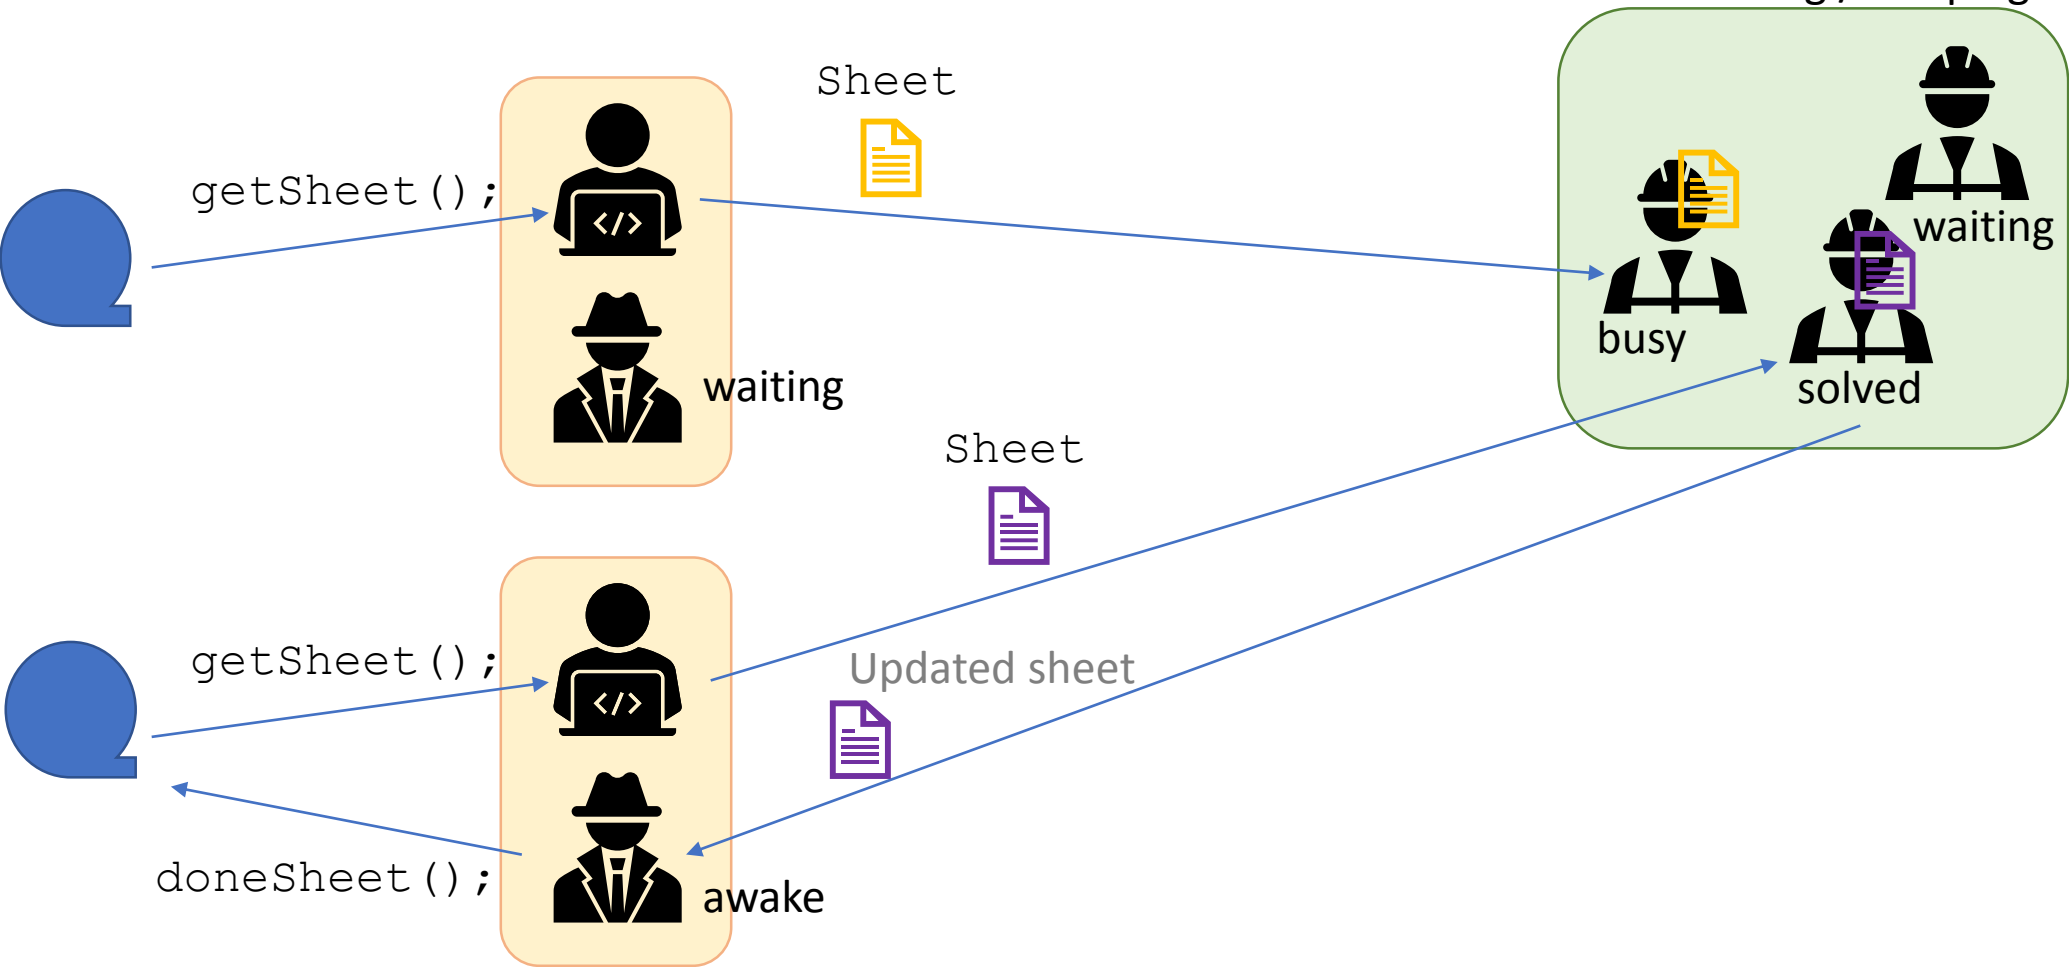 Sheet
getSheet();
</>
waiting
busy
waiting
solved
Sheet
getSheet();
</>
Updated sheet
doneSheet();
awake